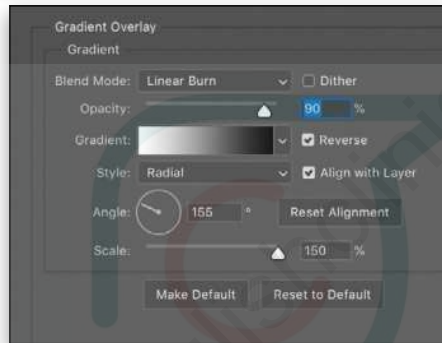 Gradient Overlay
Gradient
Blend Mode: Linear Burn Dither
Opacity: 90 %
Gradient: Reverse
Style: Radial Align with Layer
Angle: 155 ° Reset Alignment
Scale: 150 %
Make Default Reset to Default